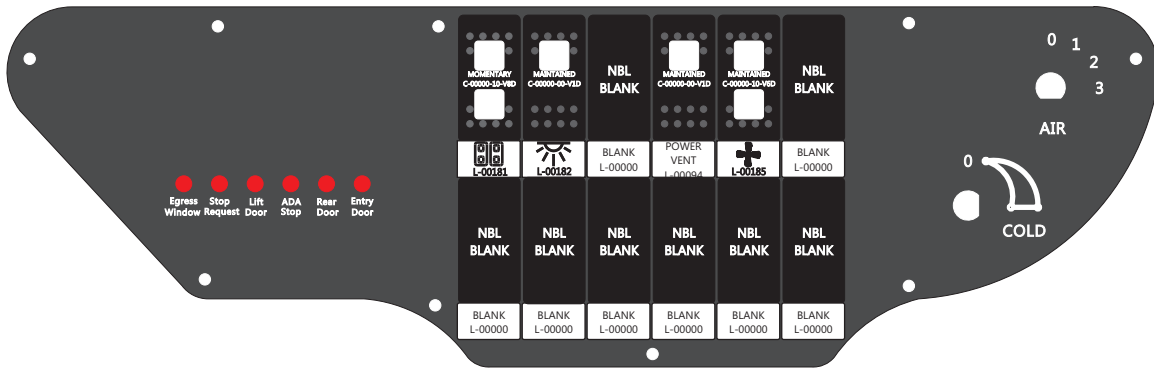 MOMENTARY
C-00000-10-V8D
MAINTAINED
C-00000-00-V1D
NBL
BLANK
MAINTAINED
C-00000-00-V1D
MAINTAINED
C-00000-10-V6D
NBL
BLANK
0
1
2
3
AIR
L-00181
L-00182
BLANK
L-00000
POWER
VENT
L-00094
L-00185
BLANK
L-00000
0
COLD
Egress
Window
Stop
Request
Lift
Door
ADA
Stop
Rear
Door
Entry
Door
NBL
BLANK
NBL
BLANK
NBL
BLANK
NBL
BLANK
NBL
BLANK
NBL
BLANK
BLANK
L-00000
BLANK
L-00000
BLANK
L-00000
BLANK
L-00000
BLANK
L-00000
BLANK
L-00000